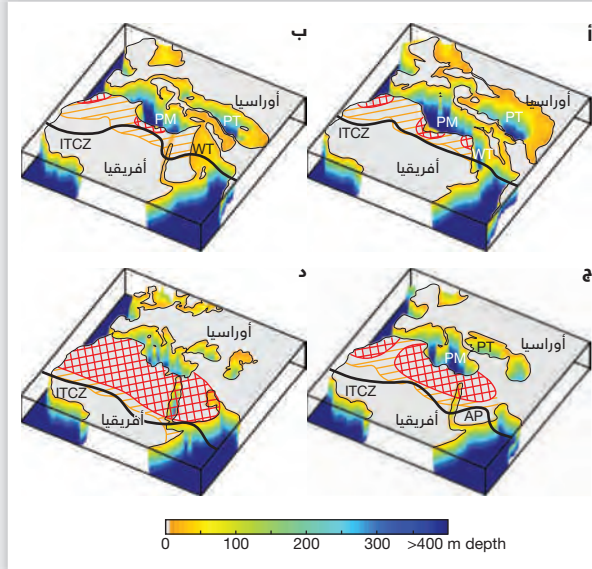 أ
أوراسيا
PM
PT
WT
ITCZ
أفريقيا
ب
أوراسيا
PM
PT
WT
ITCZ
أفريقيا
ج
أوراسيا
PT
PM
ITCZ
أفريقيا
AP
د
أوراسيا
ITCZ
أفريقيا
0 100 200 300 >400 m depth